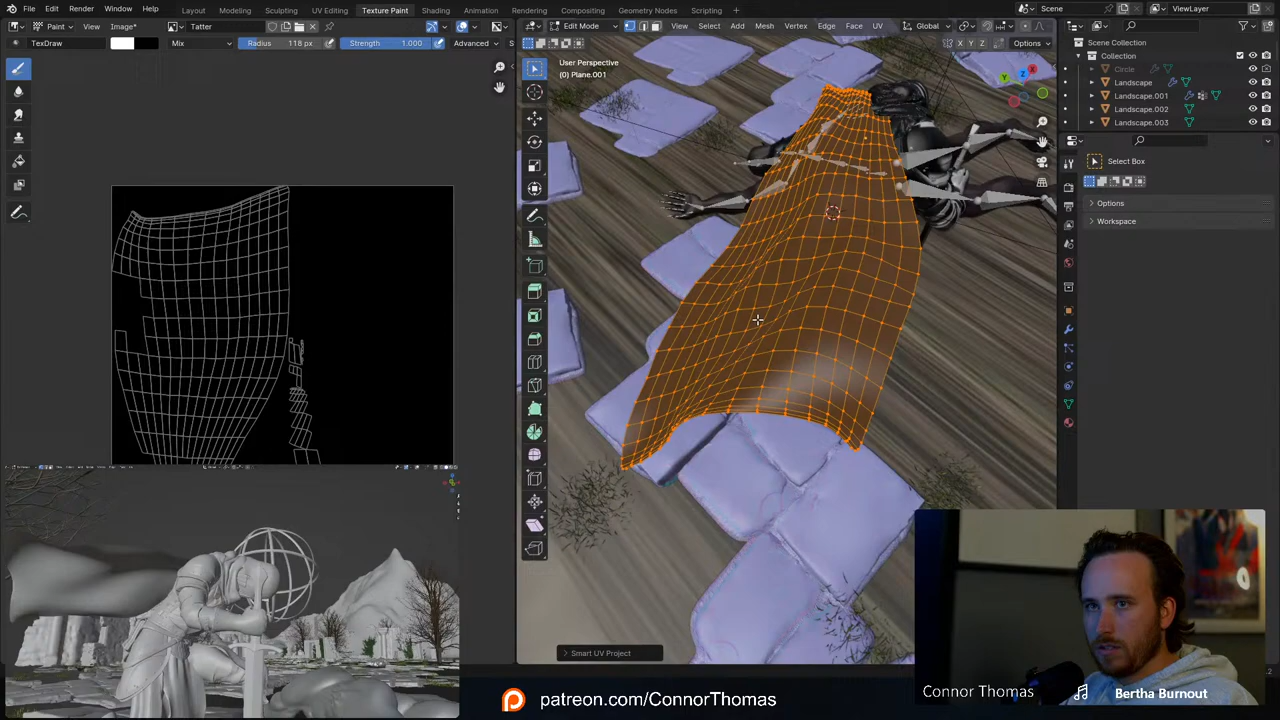 File Edit Render Window Help Layout Modeling Sculpting UV Editing Texture Paint Shading Animation Rendering Compositing Geometry Nodes Scripting Scene ViewLayer
Paint View Image* Tatter Edit Mode View Select Add Mesh Vertex Edge Face UV Global
TexDraw Mix Radius 118 px Strength 1.000 Advanced X Y Z Options
Scene Collection
Collection
Circle
Landscape
Landscape.001
Landscape.002
Landscape.003
User Perspective
(0) Plane.001
Select Box
Options
Workspace
Smart UV Project
patreon.com/ConnorThomas
Connor Thomas
Bertha Burnout